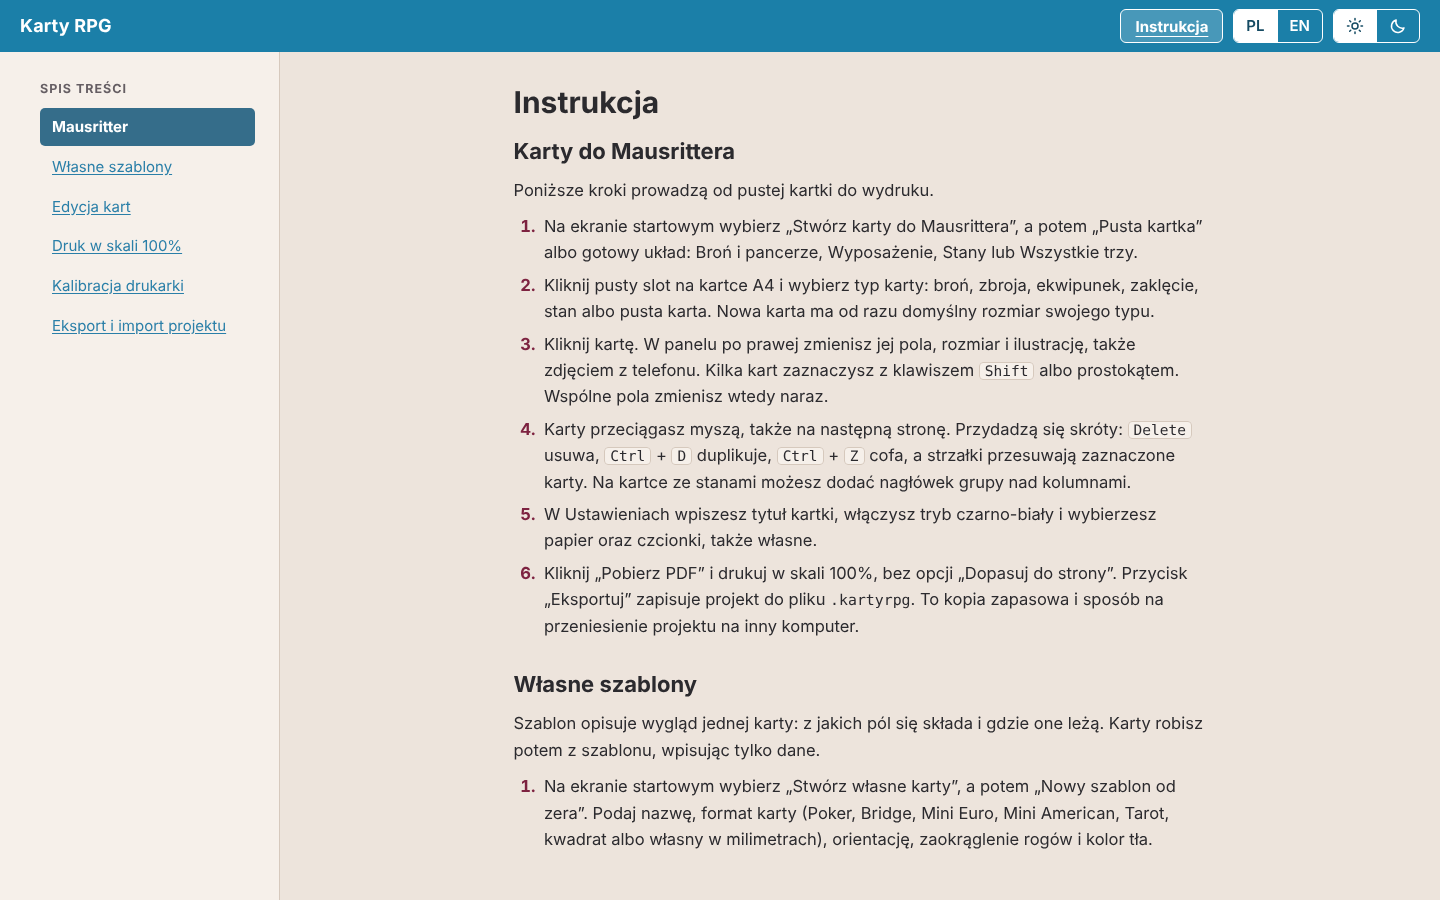 Karty RPG
Instrukcja
PL
EN
SPIS TREŚCI
Mausritter
Własne szablony
Edycja kart
Druk w skali 100%
Kalibracja drukarki
Eksport i import projektu
Instrukcja
Karty do Mausrittera
Poniższe kroki prowadzą od pustej kartki do wydruku.
1. Na ekranie startowym wybierz „Stwórz karty do Mausrittera”, a potem „Pusta kartka”
albo gotowy układ: Broń i pancerze, Wyposażenie, Stany lub Wszystkie trzy.
2. Kliknij pusty slot na kartce A4 i wybierz typ karty: broń, zbroja, ekwipunek, zaklęcie,
stan albo pusta karta. Nowa karta ma od razu domyślny rozmiar swojego typu.
3. Kliknij kartę. W panelu po prawej zmienisz jej pola, rozmiar i ilustrację, także
zdjęciem z telefonu. Kilka kart zaznaczysz z klawiszem Shift albo prostokątem.
Wspólne pola zmienisz wtedy naraz.
4. Karty przeciągasz myszą, także na następną stronę. Przydadzą się skróty: Delete
usuwa, Ctrl + D duplikuje, Ctrl + Z cofa, a strzałki przesuwają zaznaczone
karty. Na kartce ze stanami możesz dodać nagłówek grupy nad kolumnami.
5. W Ustawieniach wpiszesz tytuł kartki, włączysz tryb czarno-biały i wybierzesz
papier oraz czcionki, także własne.
6. Kliknij „Pobierz PDF” i drukuj w skali 100%, bez opcji „Dopasuj do strony”. Przycisk
„Eksportuj” zapisuje projekt do pliku .kartyrpg. To kopia zapasowa i sposób na
przeniesienie projektu na inny komputer.
Własne szablony
Szablon opisuje wygląd jednej karty: z jakich pól się składa i gdzie one leżą. Karty robisz
potem z szablonu, wpisując tylko dane.
1. Na ekranie startowym wybierz „Stwórz własne karty”, a potem „Nowy szablon od
zera”. Podaj nazwę, format karty (Poker, Bridge, Mini Euro, Mini American, Tarot,
kwadrat albo własny w milimetrach), orientację, zaokrąglenie rogów i kolor tła.